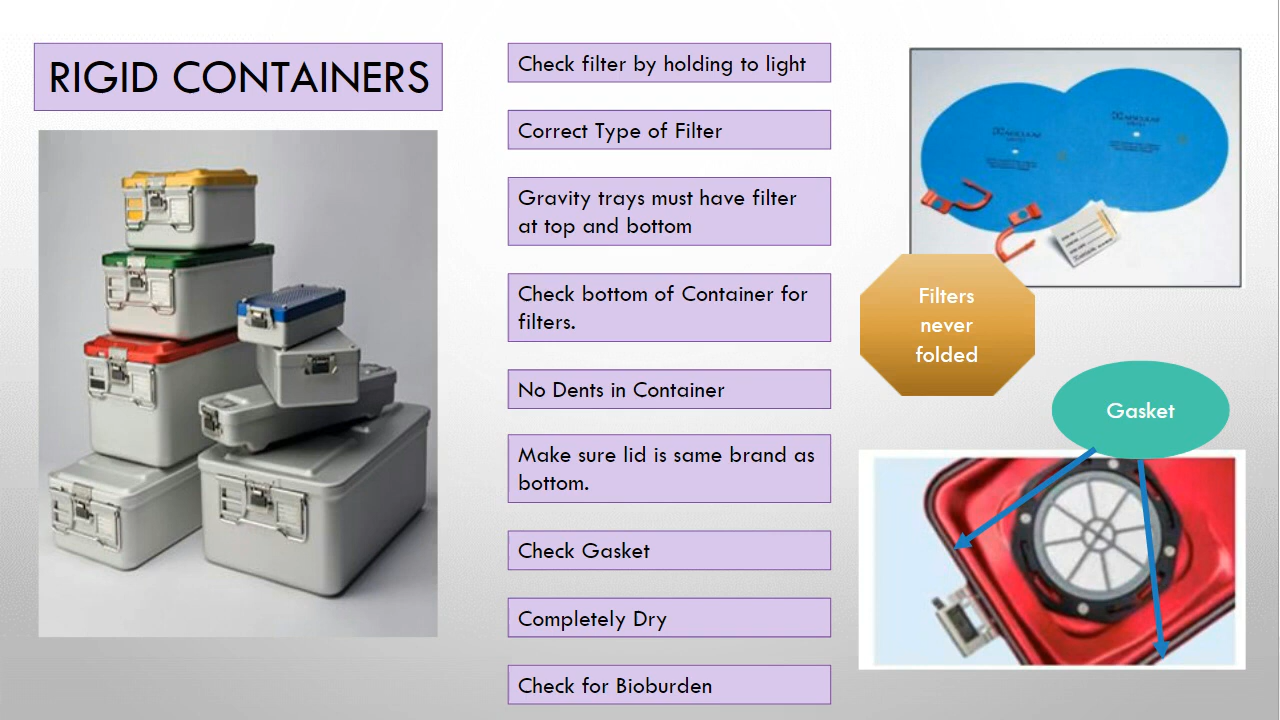 RIGID CONTAINERS
Check filter by holding to light
Correct Type of Filter
Gravity trays must have filter
at top and bottom
Check bottom of Container for
filters.
No Dents in Container
Make sure lid is same brand as
bottom.
Check Gasket
Completely Dry
Check for Bioburden
Filters
never
folded
Gasket